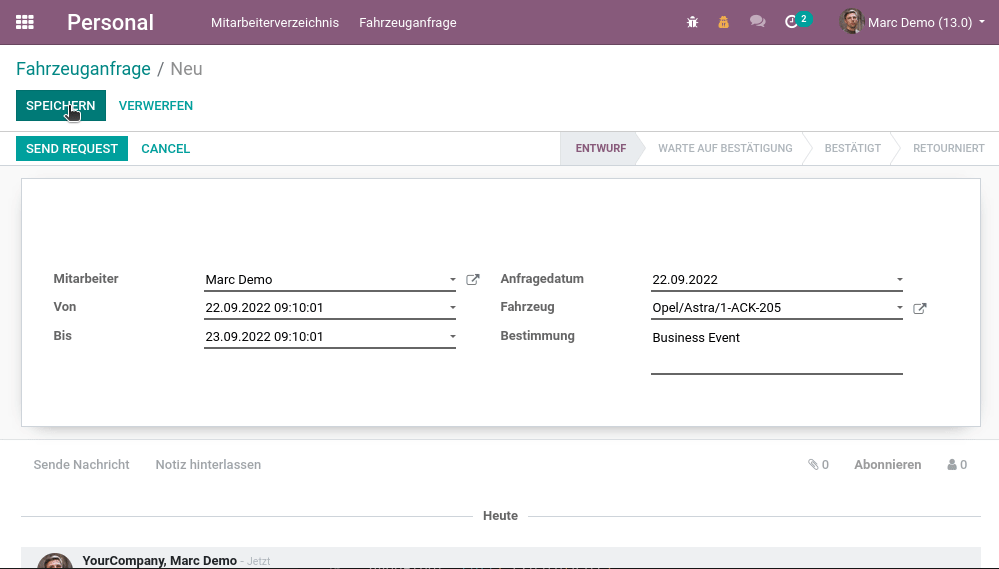 Personal Mitarbeiterverzeichnis Fahrzeuganfrage 2 Marc Demo (13.0)
Fahrzeuganfrage / Neu
SPEICHERN VERWERFEN
SEND REQUEST CANCEL ENTWURF WARTE AUF BESTÄTIGUNG BESTÄTIGT RETOURNIERT
Mitarbeiter Marc Demo Anfragedatum 22.09.2022
Von 22.09.2022 09:10:01 Fahrzeug Opel/Astra/1-ACK-205
Bis 23.09.2022 09:10:01 Bestimmung Business Event
Sende Nachricht Notiz hinterlassen 0 Abonnieren 0
Heute
YourCompany, Marc Demo - Jetzt